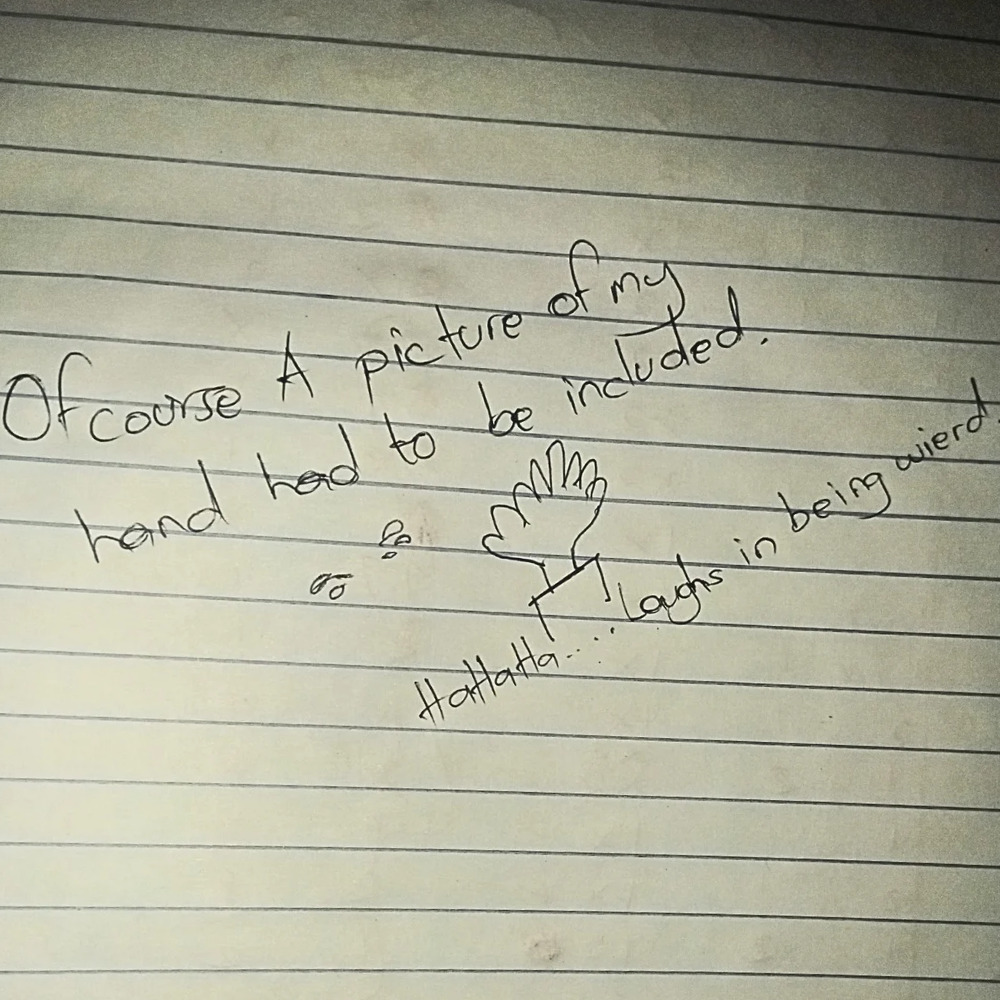 Of course A picture of my
hand had to be included.
HaHaHa..... Laughs in being wierd.